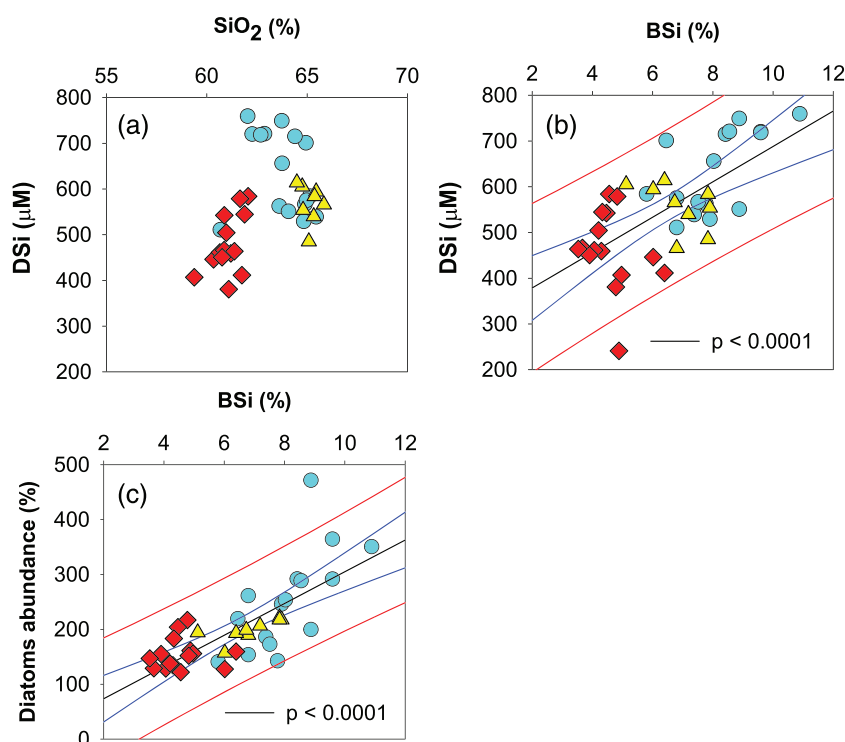 SiO2 (%)
55 60 65 70
800
700
600
500
400
300
200
DSi (μM)
(a)
BSi (%)
2 4 6 8 10 12
800
700
600
500
400
300
200
DSi (μM)
(b)
p < 0.0001
BSi (%)
2 4 6 8 10 12
500
400
300
200
100
0
Diatoms abundance (%)
(c)
p < 0.0001